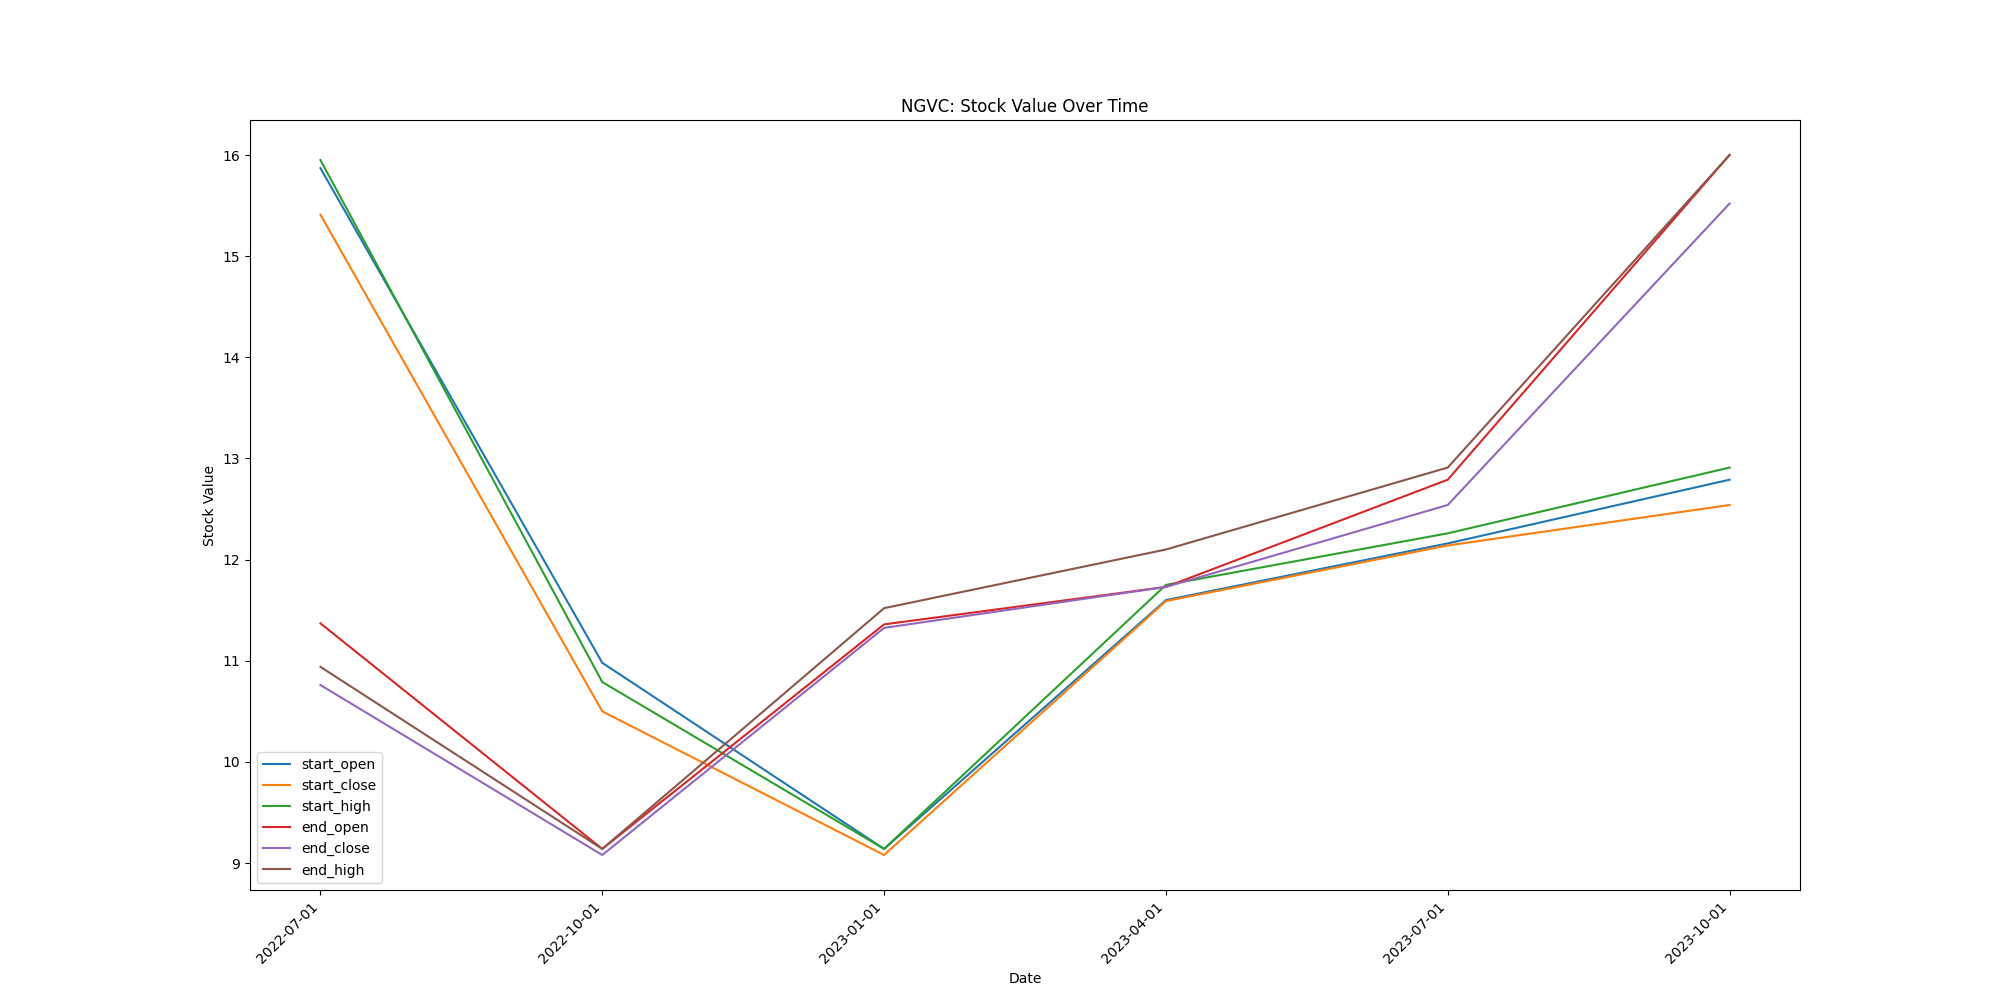 NGVC: Stock Value Over Time
Stock Value
16
15
14
13
12
11
10
9
start_open
start_close
start_high
end_open
end_close
end_high
2022-07-01
2022-10-01
2023-01-01
2023-04-01
2023-07-01
2023-10-01
Date